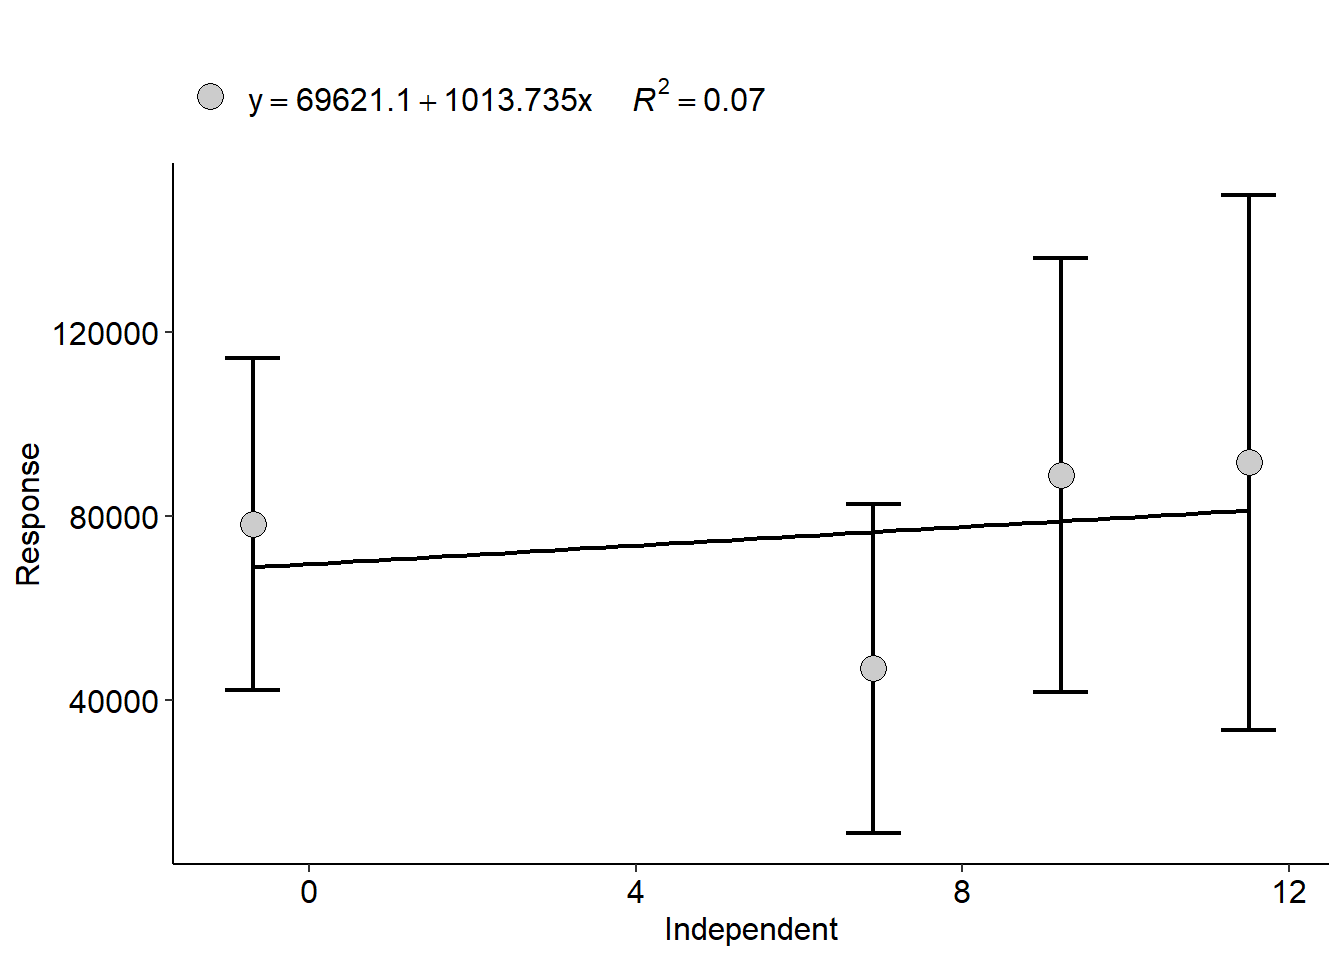 y = 69621.1 + 1013.735x R² = 0.07
120000
80000
40000
Response
0 4 8 12
Independent